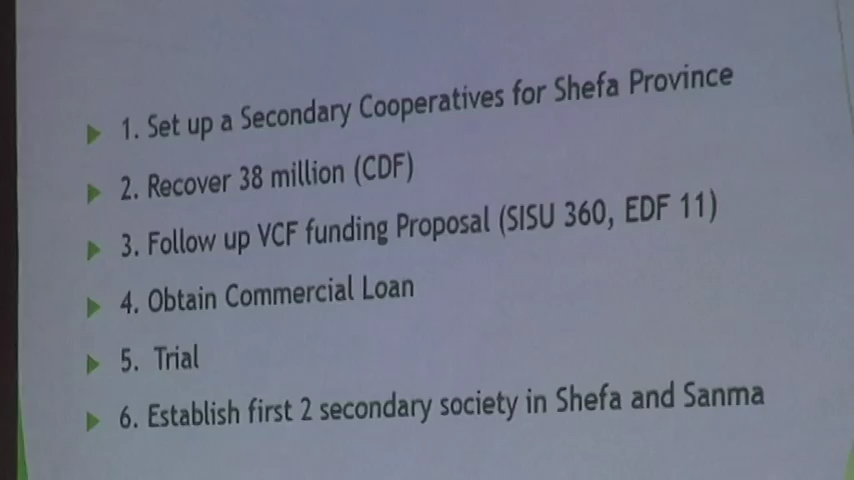 1. Set up a Secondary Cooperatives for Shefa Province
2. Recover 38 million (CDF)
3. Follow up VCF funding Proposal (SISU 360, EDF 11)
4. Obtain Commercial Loan
5. Trial
6. Establish first 2 secondary society in Shefa and Sanma